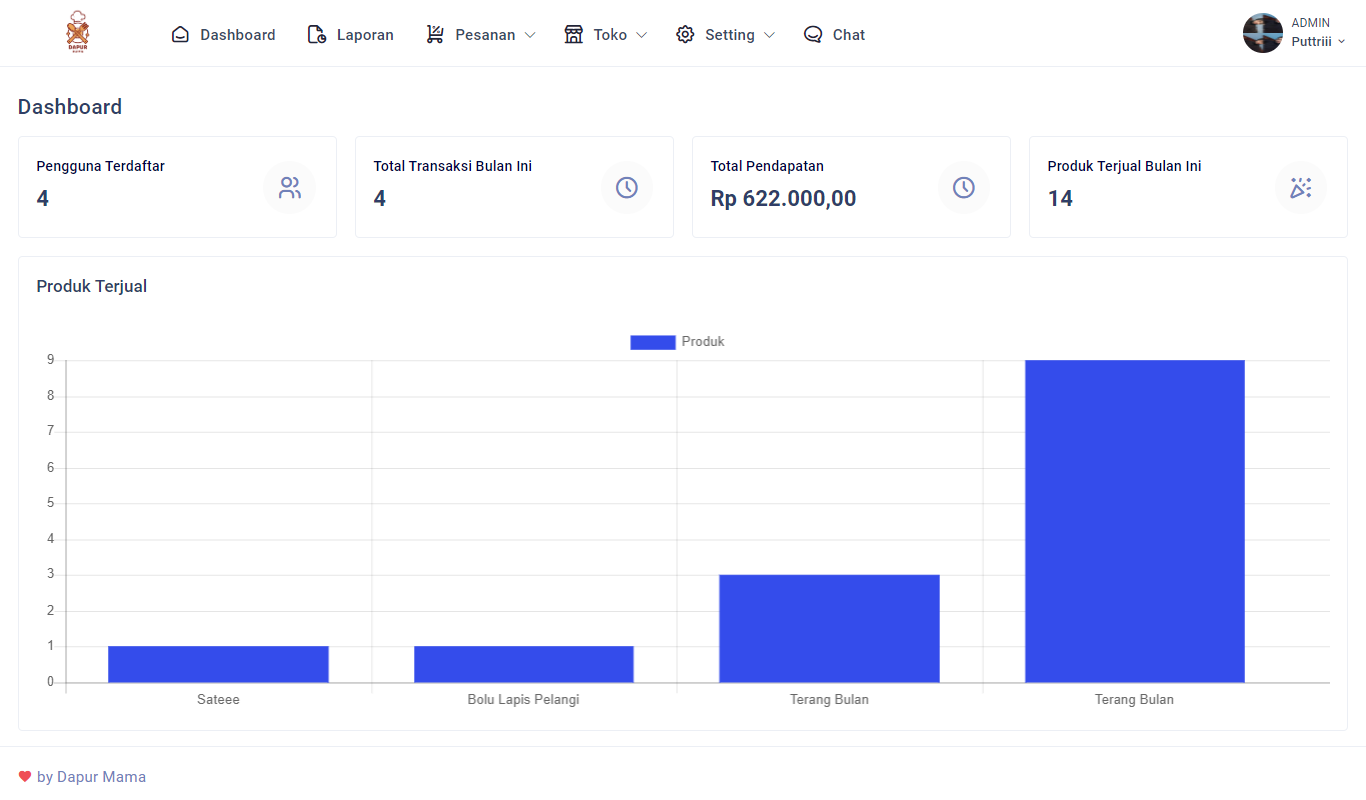 DAPUR
Dashboard
Laporan
Pesanan
Toko
Setting
Chat
ADMIN
Puttriii
Dashboard
Pengguna Terdaftar
4
Total Transaksi Bulan Ini
4
Total Pendapatan
Rp 622.000,00
Produk Terjual Bulan Ini
14
Produk Terjual
Produk
9
8
7
6
5
4
3
2
1
0
Sateee
Bolu Lapis Pelangi
Terang Bulan
Terang Bulan
by Dapur Mama